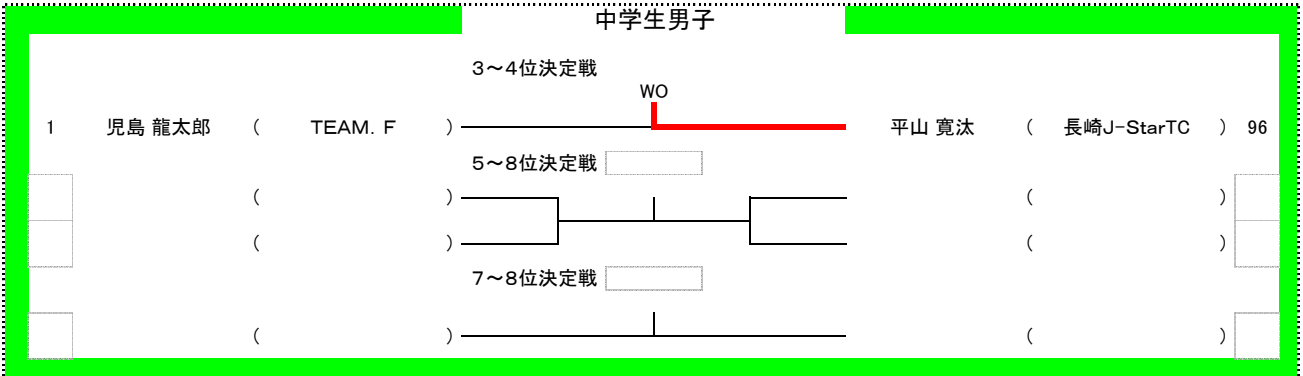 中学生男子
3～4位決定戦
WO
1 児島 龍太郎 ( TEAM. F ) 平山 寛汰 ( 長崎J-StarTC ) 96
5～8位決定戦
( ) ( )
( ) ( )
7～8位決定戦
( ) ( )